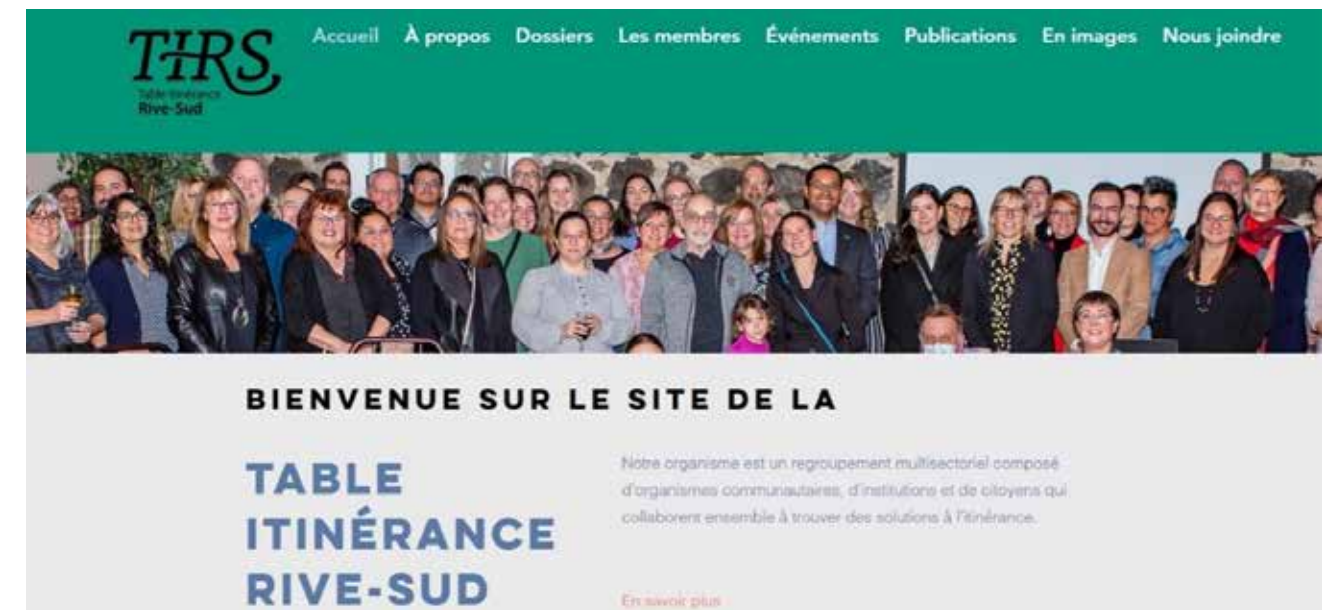 THRS
Table Itinérance
Rive-Sud
Accueil À propos Dossiers Les membres Événements Publications En images Nous joindre
BIENVENUE SUR LE SITE DE LA
TABLE
ITINÉRANCE
RIVE-SUD
Notre organisme est un regroupement multisectoriel composé
d'organismes communautaires, d'institutions et de citoyens qui
collaborent ensemble à trouver des solutions à l'itinérance.
En savoir plus